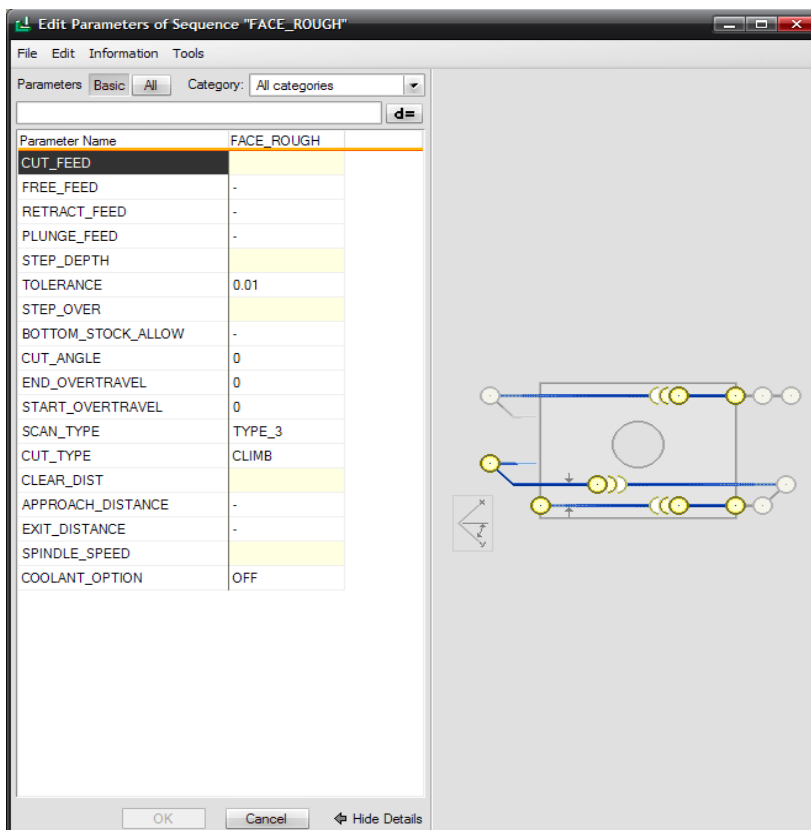 Edit Parameters of Sequence "FACE_ROUGH"
File Edit Information Tools
Parameters Basic All Category: All categories
d=
Parameter Name FACE_ROUGH
CUT_FEED
FREE_FEED -
RETRACT_FEED -
PLUNGE_FEED -
STEP_DEPTH
TOLERANCE 0.01
STEP_OVER
BOTTOM_STOCK_ALLOW -
CUT_ANGLE 0
END_OVERTRAVEL 0
START_OVERTRAVEL 0
SCAN_TYPE TYPE_3
CUT_TYPE CLIMB
CLEAR_DIST
APPROACH_DISTANCE -
EXIT_DISTANCE -
SPINDLE_SPEED
COOLANT_OPTION OFF
x
y
OK Cancel Hide Details